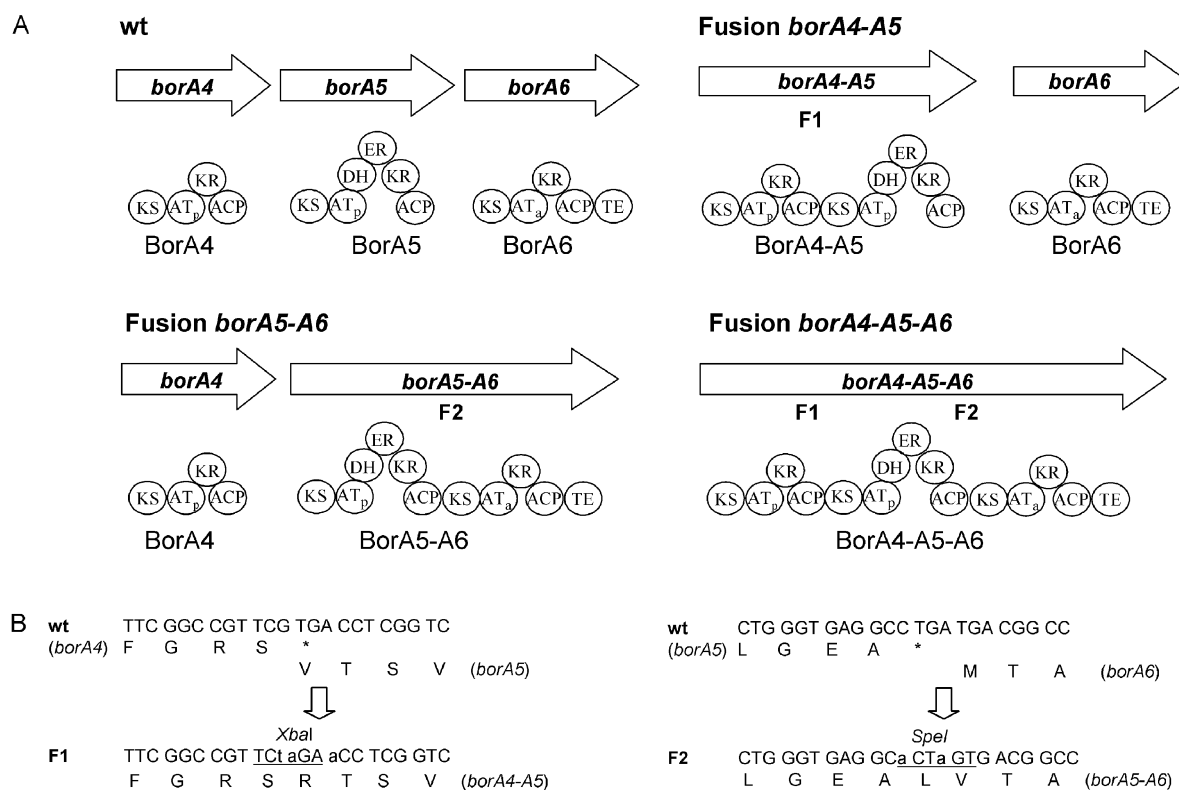 A
wt
Fusion borA4-A5
borA4 borA5 borA6 borA4-A5 borA6
F1
ER ER
KR DH KR KR KR DH KR KR
KS ATp ACP KS ATp ACP KS ATa ACP TE KS ATp ACP KS ATp ACP KS ATa ACP TE
BorA4 BorA5 BorA6 BorA4-A5 BorA6
Fusion borA5-A6
Fusion borA4-A5-A6
borA4 borA5-A6 borA4-A5-A6
F2 F1 F2
ER ER
KR DH KR KR KR DH KR KR
KS ATp ACP KS ATp ACP KS ATa ACP TE KS ATp ACP KS ATp ACP KS ATa ACP TE
BorA4 BorA5-A6 BorA4-A5-A6
B
wt TTC GGC CGT TCG TGA CCT CGG TC
(borA4) F G R S *
V T S V (borA5)
XbaI
F1 TTC GGC CGT TCt aGA aCC TCG GTC
F G R S R T S V (borA4-A5)
wt CTG GGT GAG GCC TGA TGA CGG CC
(borA5) L G E A *
M T A (borA6)
SpeI
F2 CTG GGT GAG GCa CTa GTG ACG GCC
L G E A L V T A (borA5-A6)